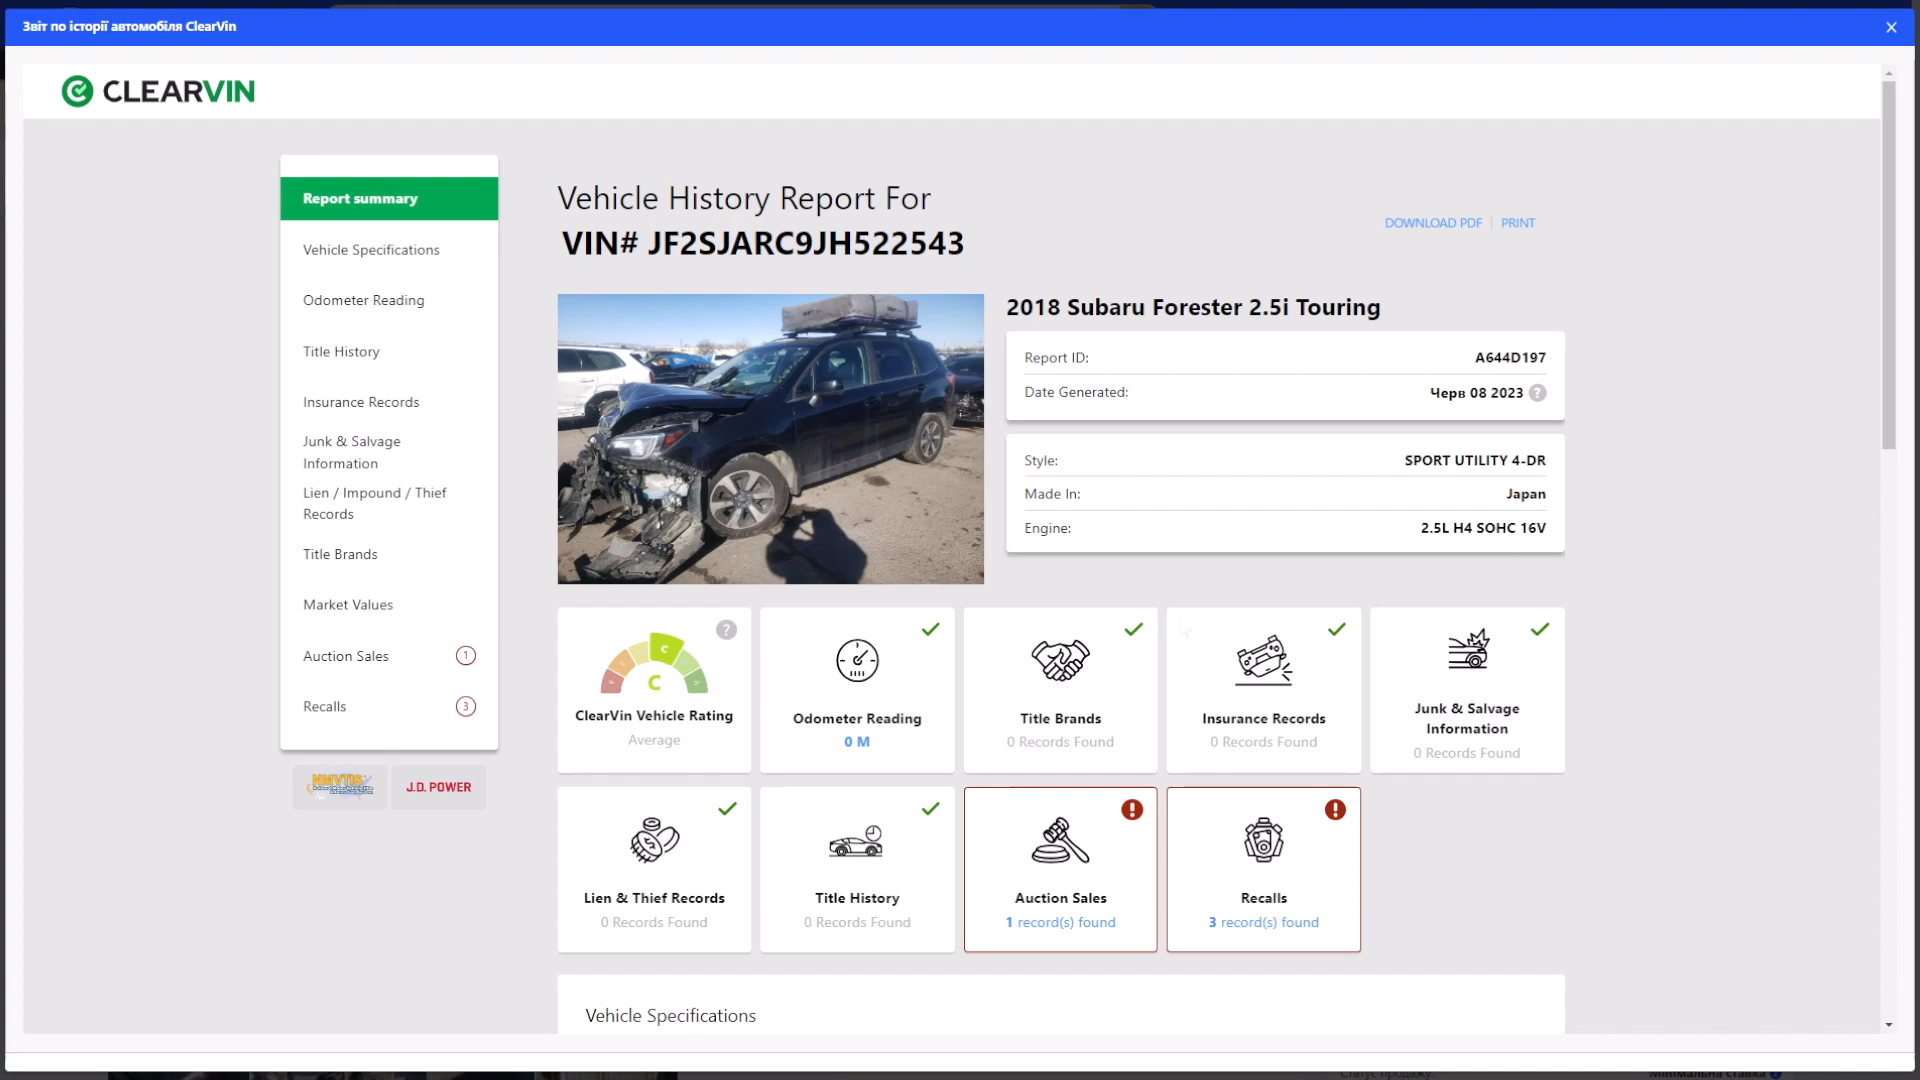 Звіт по історії автомобіля ClearVin
CLEARVIN
Report summary
Vehicle Specifications
Odometer Reading
Title History
Insurance Records
Junk & Salvage
Information
Lien / Impound / Thief
Records
Title Brands
Market Values
Auction Sales 1
Recalls 3
NMVTIS
J.D. POWER
Vehicle History Report For
VIN# JF2SJARC9JH522543
DOWNLOAD PDF PRINT
2018 Subaru Forester 2.5i Touring
Report ID: A644D197
Date Generated: Черв 08 2023 ?
Style: SPORT UTILITY 4-DR
Made In: Japan
Engine: 2.5L H4 SOHC 16V
?
C
C
ClearVin Vehicle Rating
Average
Odometer Reading
0 M
Title Brands
0 Records Found
Insurance Records
0 Records Found
Junk & Salvage
Information
0 Records Found
Lien & Thief Records
0 Records Found
Title History
0 Records Found
Auction Sales
1 record(s) found
Recalls
3 record(s) found
Vehicle Specifications
Статус продажу:
Мінімальна ставка